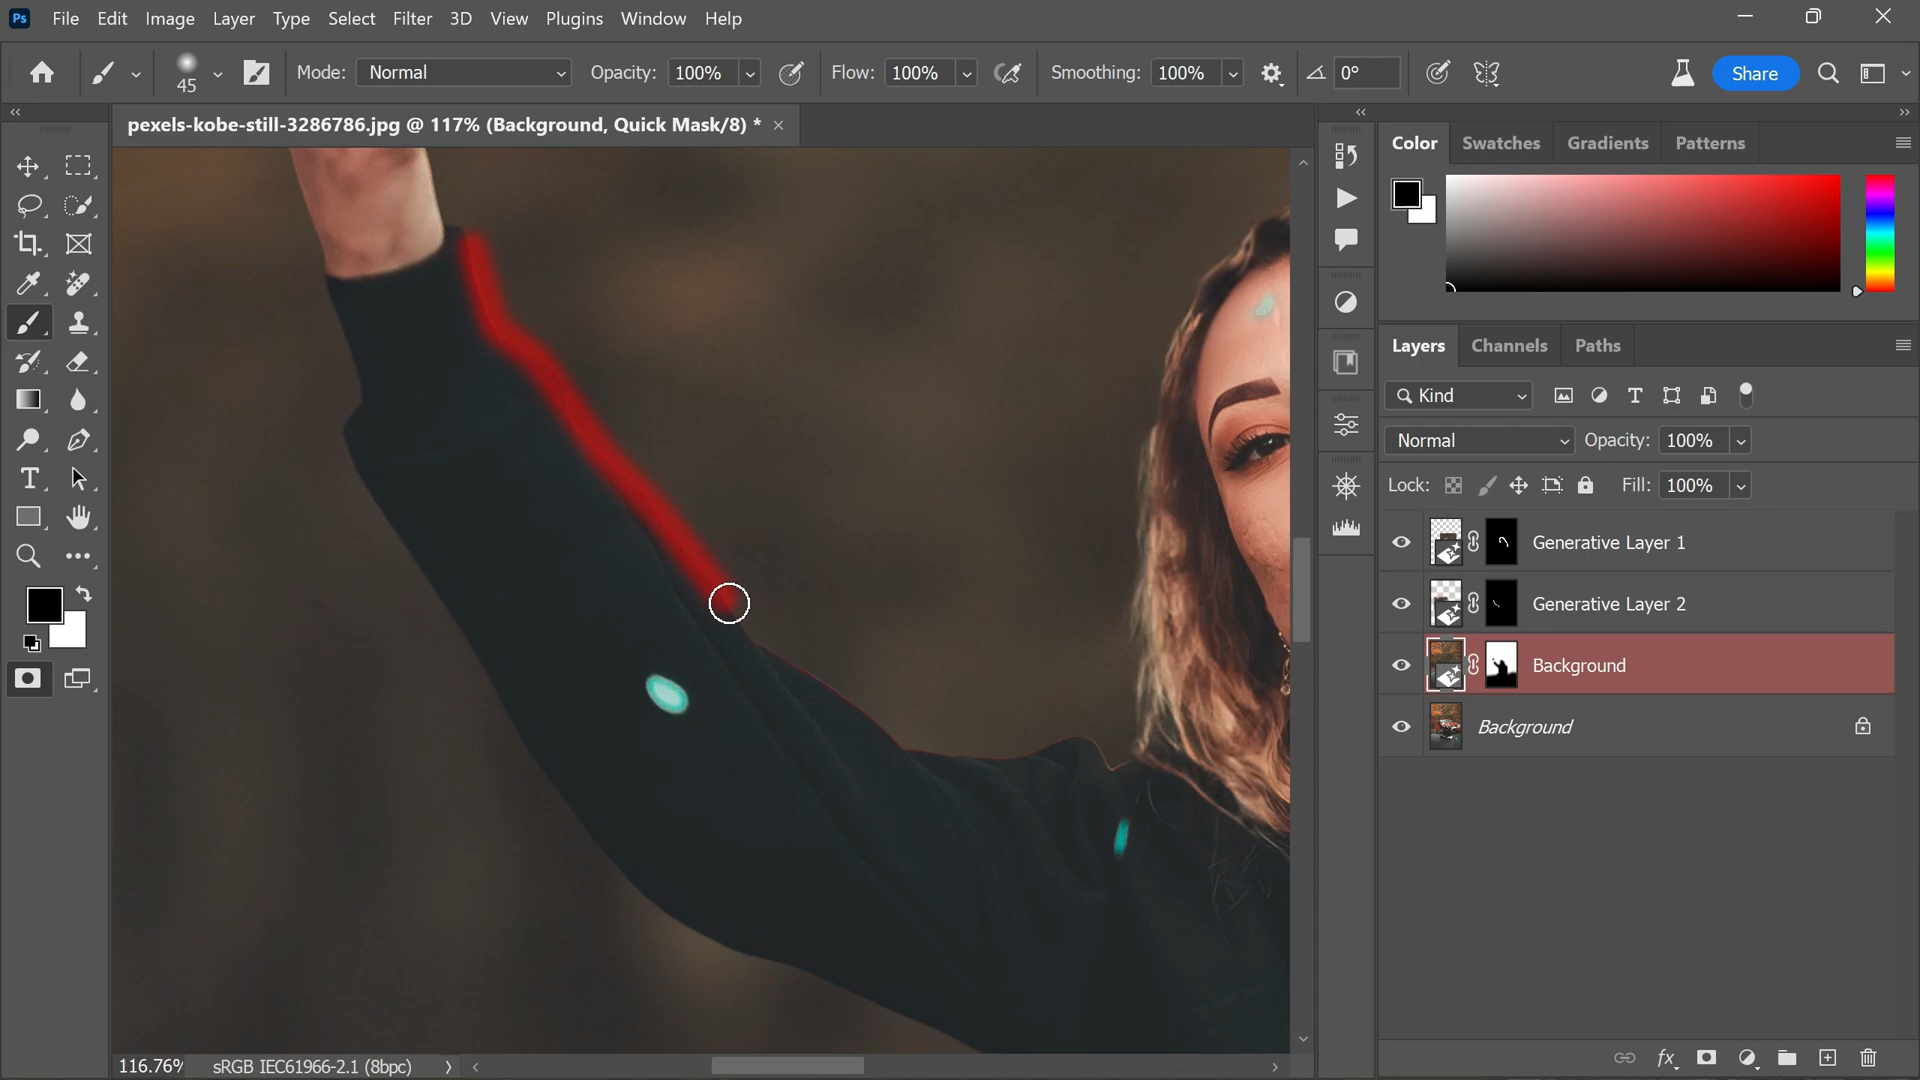 Ps File Edit Image Layer Type Select Filter 3D View Plugins Window Help
45 Mode: Normal Opacity: 100% Flow: 100% Smoothing: 100% 0° Share
pexels-kobe-still-3286786.jpg @ 117% (Background, Quick Mask/8) *
Color Swatches Gradients Patterns
Layers Channels Paths
Kind
Normal Opacity: 100%
Lock: Fill: 100%
Generative Layer 1
Generative Layer 2
Background
Background
116.76% sRGB IEC61966-2.1 (8bpc)
fx